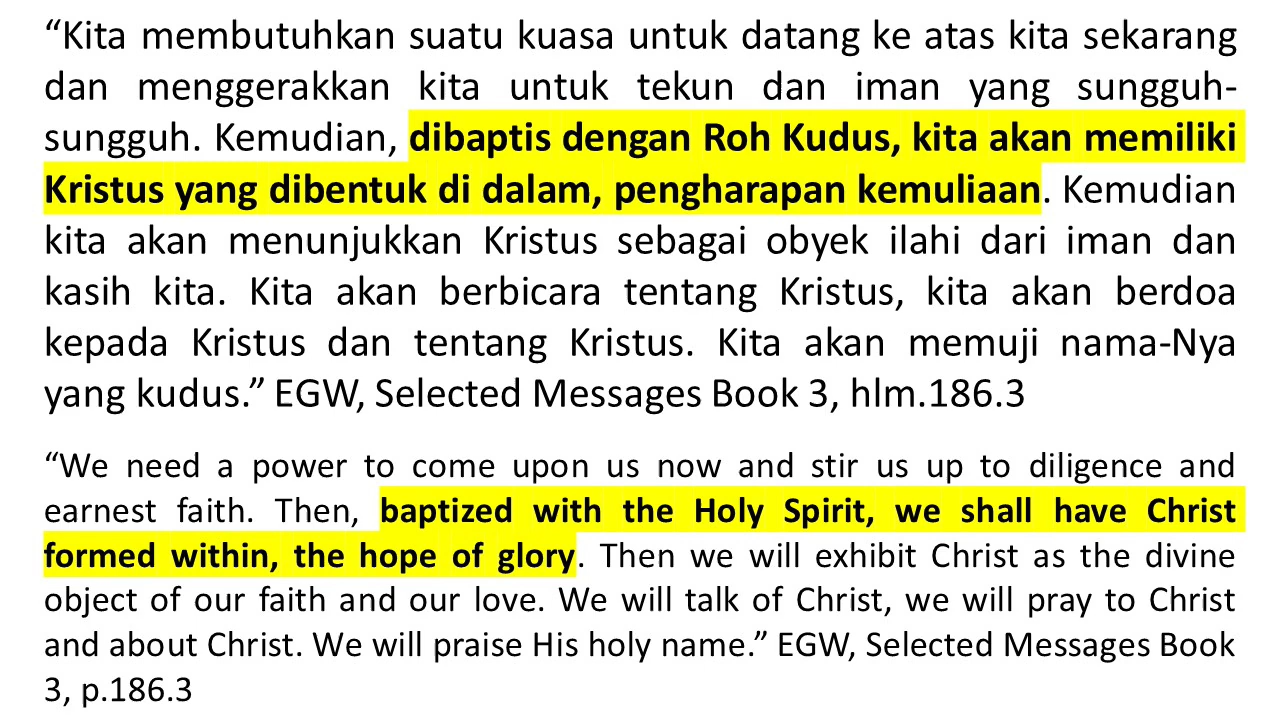 “Kita membutuhkan suatu kuasa untuk datang ke atas kita sekarang
dan menggerakkan kita untuk tekun dan iman yang sungguh-
sungguh. Kemudian, dibaptis dengan Roh Kudus, kita akan memiliki
Kristus yang dibentuk di dalam, pengharapan kemuliaan. Kemudian
kita akan menunjukkan Kristus sebagai obyek ilahi dari iman dan
kasih kita. Kita akan berbicara tentang Kristus, kita akan berdoa
kepada Kristus dan tentang Kristus. Kita akan memuji nama-Nya
yang kudus.” EGW, Selected Messages Book 3, hlm.186.3
“We need a power to come upon us now and stir us up to diligence and
earnest faith. Then, baptized with the Holy Spirit, we shall have Christ
formed within, the hope of glory. Then we will exhibit Christ as the divine
object of our faith and our love. We will talk of Christ, we will pray to Christ
and about Christ. We will praise His holy name.” EGW, Selected Messages Book
3, p.186.3